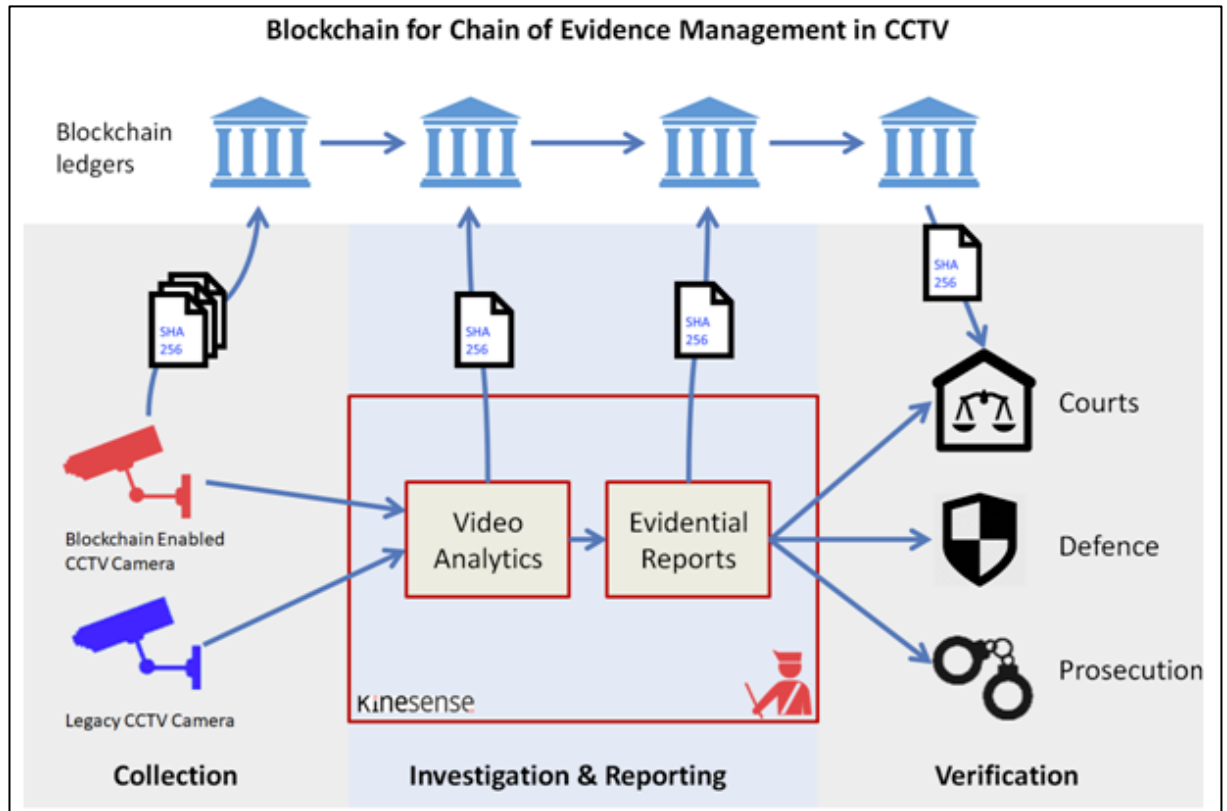 Blockchain for Chain of Evidence Management in CCTV
Blockchain
ledgers
SHA
256
SHA
256
SHA
256
SHA
256
Blockchain Enabled
CCTV Camera
Legacy CCTV Camera
Video
Analytics
Evidential
Reports
Kinesense
Courts
Defence
Prosecution
Collection
Investigation & Reporting
Verification